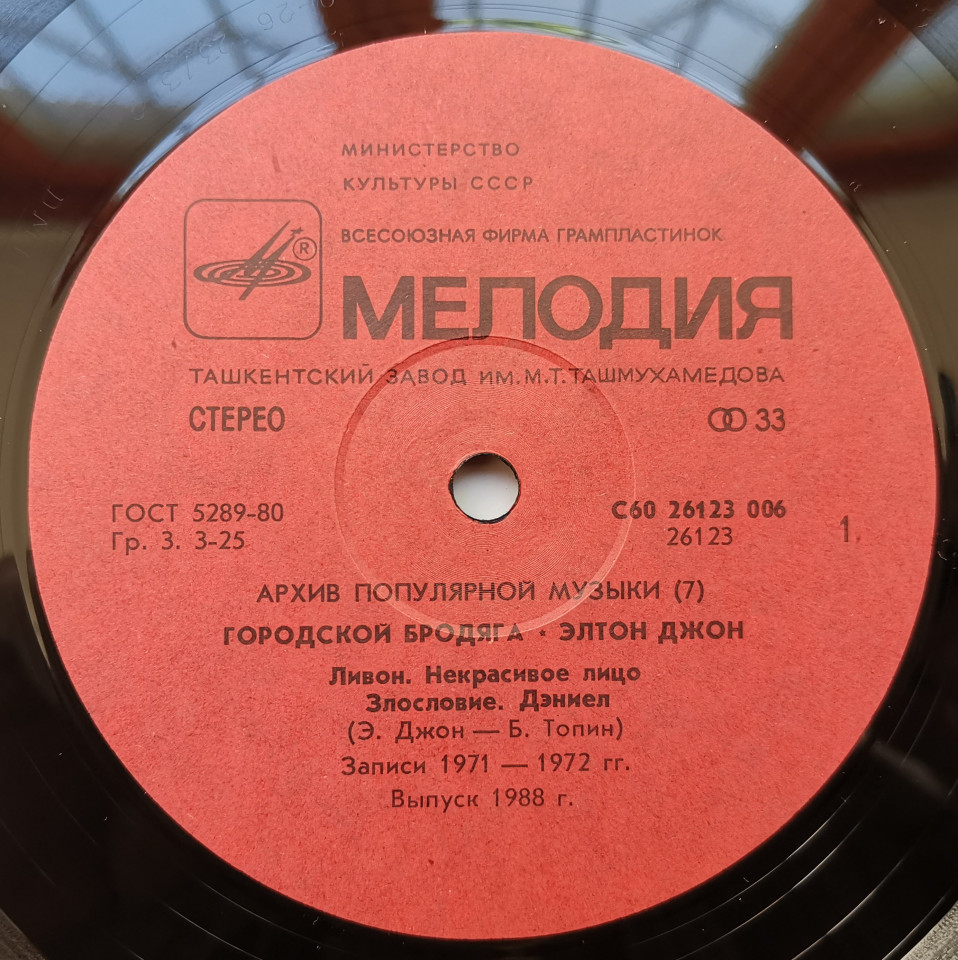 МИНИСТЕРСТВО
КУЛЬТУРЫ СССР
ВСЕСОЮЗНАЯ ФИРМА ГРАМПЛАСТИНОК
®
МЕЛОДИЯ
ТАШКЕНТСКИЙ ЗАВОД ИМ. М. Т. ТАШМУХАМЕДОВА
СТЕРЕО 33
ГОСТ 5289-80 С60 26123 006
Гр. 3. 3-25 26123 1
АРХИВ ПОПУЛЯРНОЙ МУЗЫКИ (7)
ГОРОДСКОЙ БРОДЯГА · ЭЛТОН ДЖОН
Ливон. Некрасивое лицо
Злословие. Дэниел
(Э. Джон — Б. Топин)
Записи 1971 — 1972 гг.
Выпуск 1988 г.